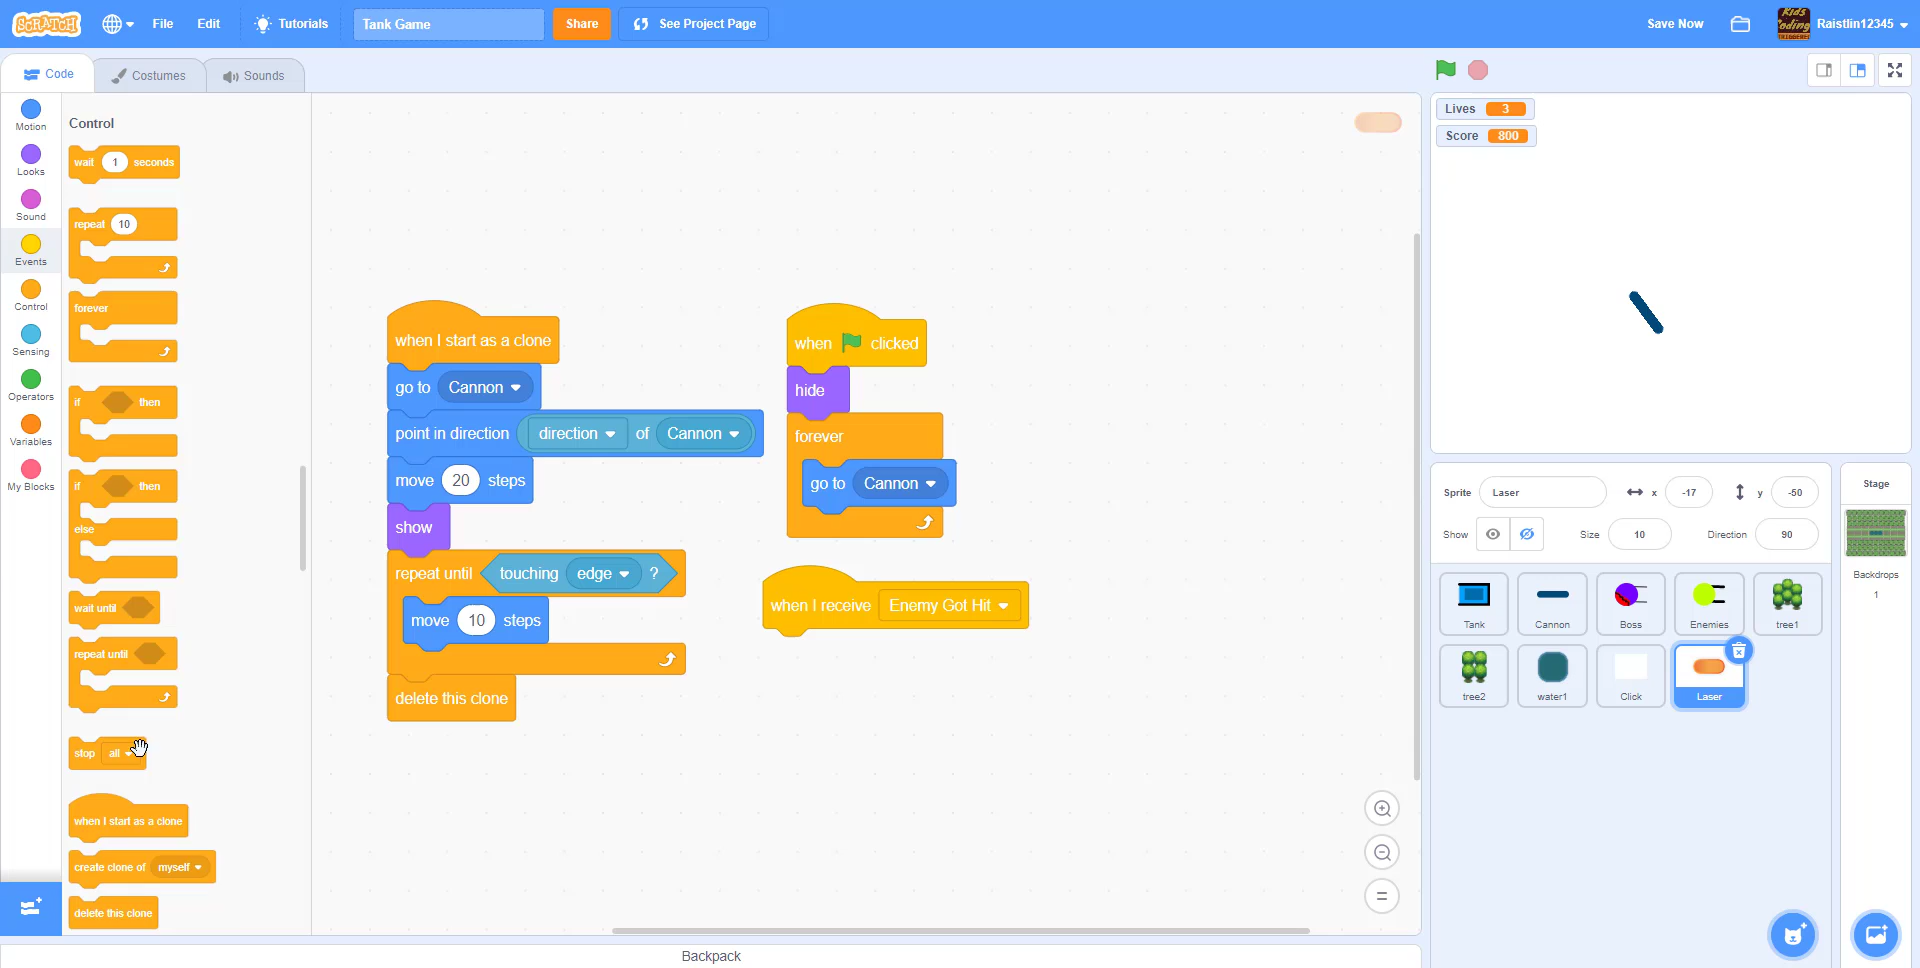 SCRATCH
File
Edit
Tutorials
Tank Game
Share
See Project Page
Save Now
Raistlin12345
Code
Costumes
Sounds
Motion
Looks
Sound
Events
Control
Sensing
Operators
Variables
My Blocks
Control
wait 1 seconds
repeat 10
forever
if then
if then
else
wait until
repeat until
stop all
when I start as a clone
create clone of myself
delete this clone
when I start as a clone
go to Cannon
point in direction direction of Cannon
move 20 steps
show
repeat until touching edge ?
move 10 steps
delete this clone
when clicked
hide
forever
go to Cannon
when I receive Enemy Got Hit
Backpack
Lives 3
Score 800
Sprite Laser x -17 y -50
Show Size 10 Direction 90
Tank
Cannon
Boss
Enemies
tree1
tree2
water1
Click
Laser
Stage
Backdrops
1